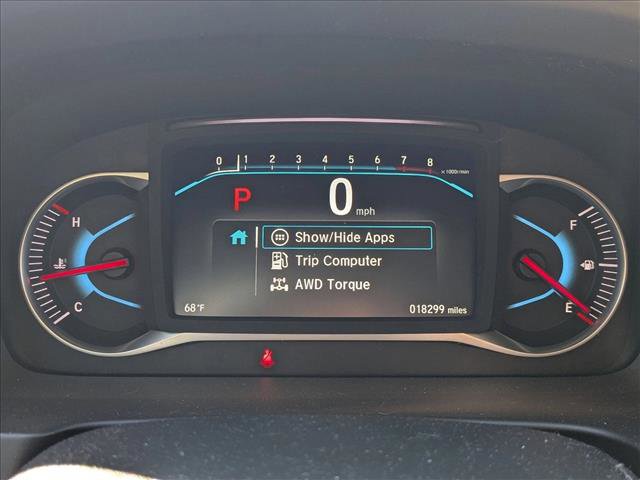 0 1 2 3 4 5 6 7 8 ×1000r/min
P 0 mph
H
C
Show/Hide Apps
Trip Computer
AWD Torque
68°F
018299 miles
F
E